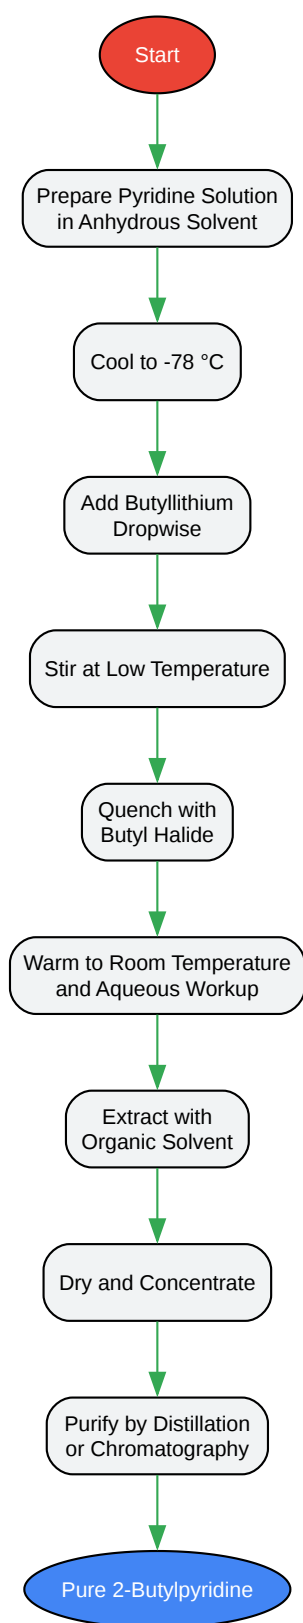 Start
Prepare Pyridine Solution
in Anhydrous Solvent
Cool to -78 °C
Add Butyllithium
Dropwise
Stir at Low Temperature
Quench with
Butyl Halide
Warm to Room Temperature
and Aqueous Workup
Extract with
Organic Solvent
Dry and Concentrate
Purify by Distillation
or Chromatography
Pure 2-Butylpyridine